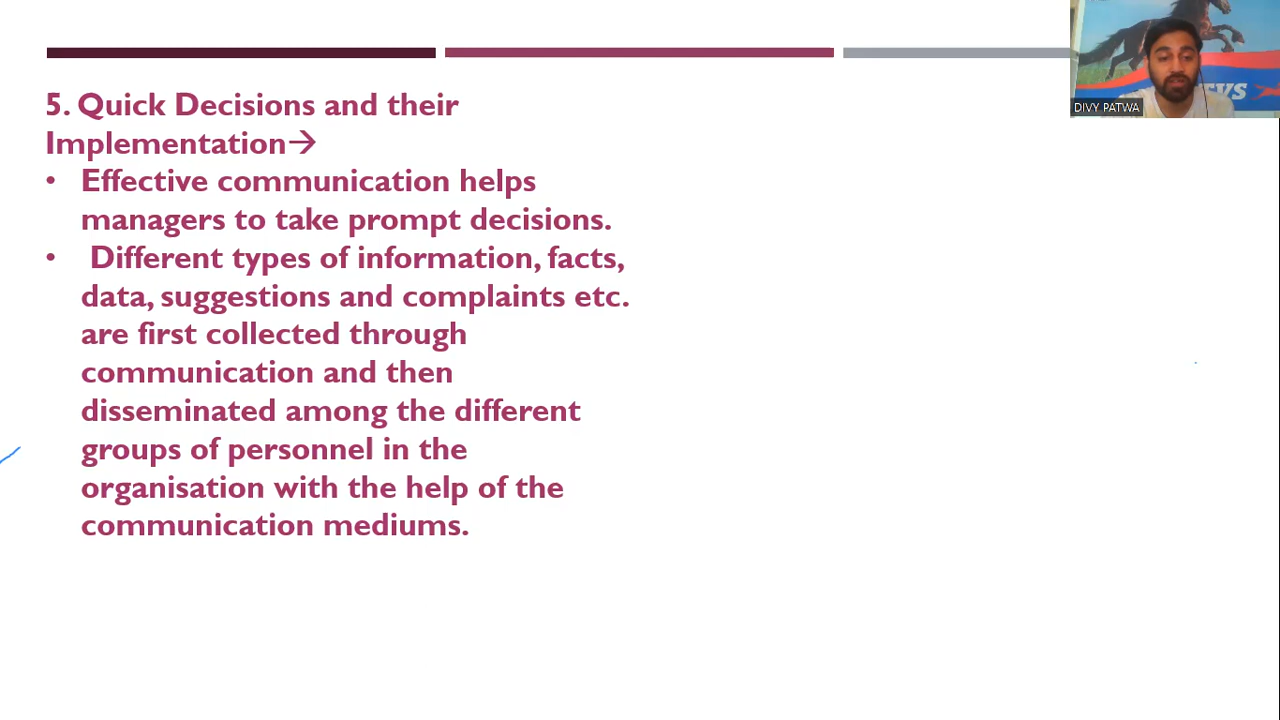 5. Quick Decisions and their
Implementation→
• Effective communication helps
managers to take prompt decisions.
• Different types of information, facts,
data, suggestions and complaints etc.
are first collected through
communication and then
disseminated among the different
groups of personnel in the
organisation with the help of the
communication mediums.
DIVY PATWA